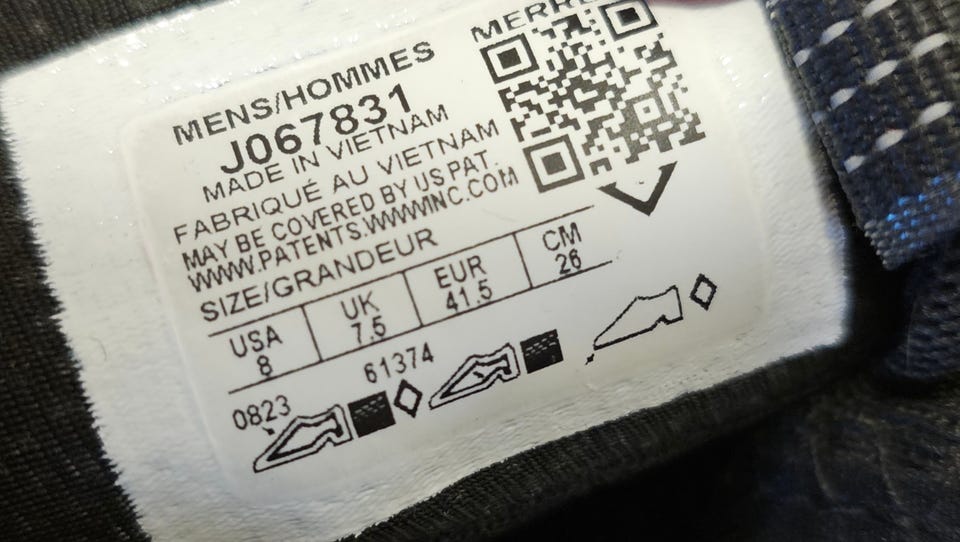 MENS/HOMMES
J067831
MADE IN VIETNAM
FABRIQUÉ AU VIETNAM
MAY BE COVERED BY US PAT.
WWW.PATENTS.WWWINC.COM
SIZE/GRANDEUR
USA UK EUR CM
8 7.5 41.5 26
0823 61374